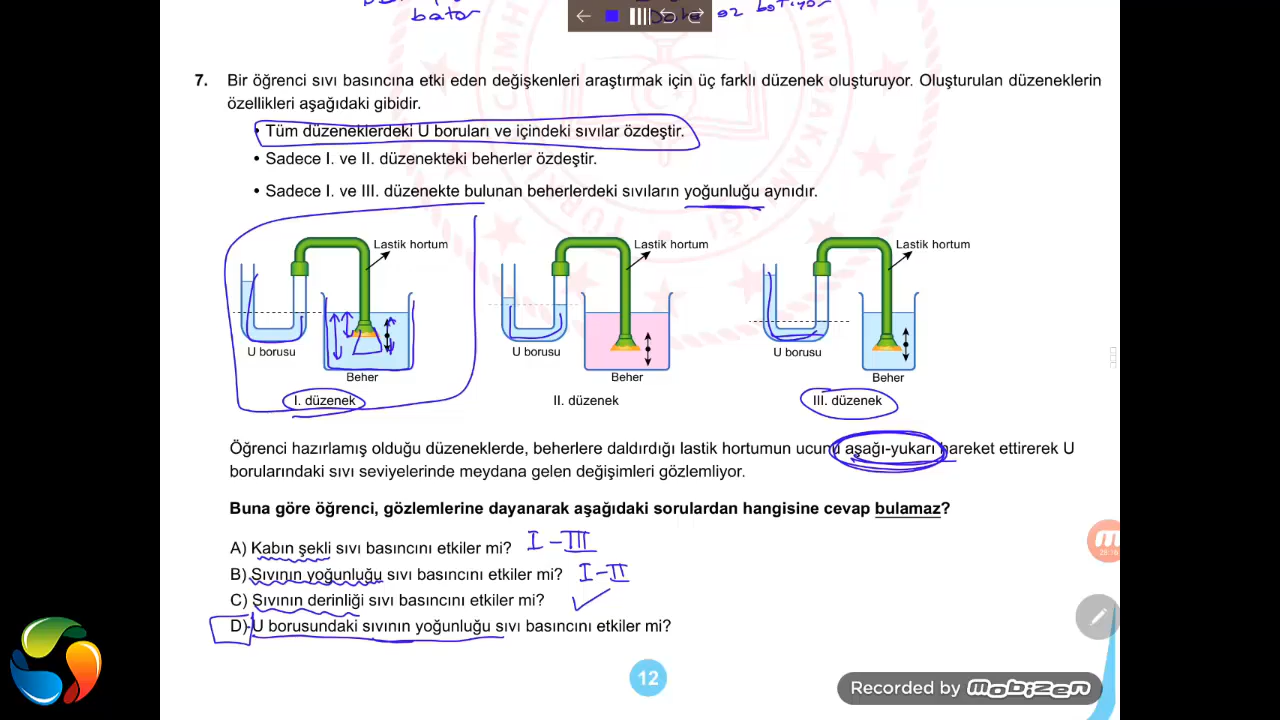 batar
az batıyor
7. Bir öğrenci sıvı basıncına etki eden değişkenleri araştırmak için üç farklı düzenek oluşturuyor. Oluşturulan düzeneklerin
özellikleri aşağıdaki gibidir.
• Tüm düzeneklerdeki U boruları ve içindeki sıvılar özdeştir.
• Sadece I. ve II. düzenekteki beherler özdeştir.
• Sadece I. ve III. düzenekte bulunan beherlerdeki sıvıların yoğunluğu aynıdır.
Lastik hortum Lastik hortum Lastik hortum
U borusu U borusu U borusu
Beher Beher Beher
I. düzenek II. düzenek III. düzenek
Öğrenci hazırlamış olduğu düzeneklerde, beherlere daldırdığı lastik hortumun ucunu aşağı-yukarı hareket ettirerek U
borularındaki sıvı seviyelerinde meydana gelen değişimleri gözlemliyor.
Buna göre öğrenci, gözlemlerine dayanarak aşağıdaki sorulardan hangisine cevap bulamaz?
A) Kabın şekli sıvı basıncını etkiler mi? I - III
B) Sıvının yoğunluğu sıvı basıncını etkiler mi? I - II
C) Sıvının derinliği sıvı basıncını etkiler mi?
D) U borusundaki sıvının yoğunluğu sıvı basıncını etkiler mi?
12
Recorded by mobizen